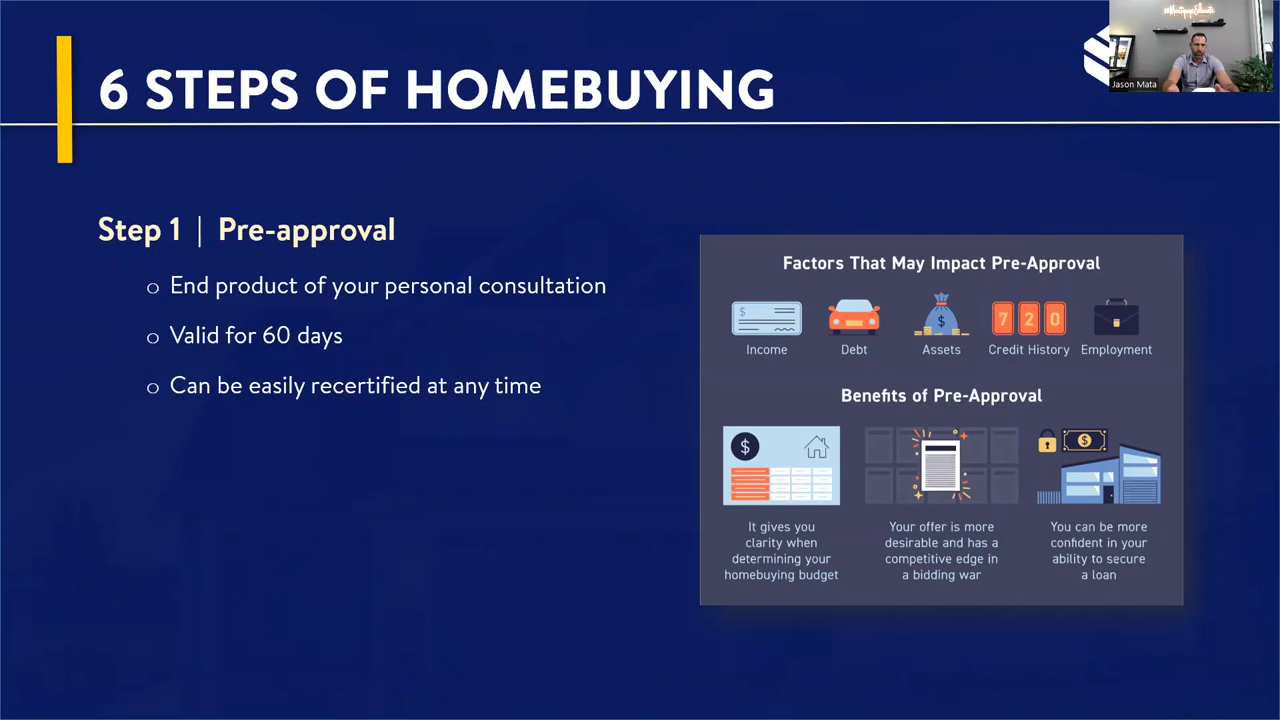 6 STEPS OF HOMEBUYING
Jason Mata
Step 1 | Pre-approval
End product of your personal consultation
Valid for 60 days
Can be easily recertified at any time
Factors That May Impact Pre-Approval
$
7 2 0
Income
Debt
Assets
Credit History
Employment
Benefits of Pre-Approval
$
$
It gives you
clarity when
determining your
homebuying budget
Your offer is more
desirable and has a
competitive edge in
a bidding war
You can be more
confident in your
ability to secure
a loan